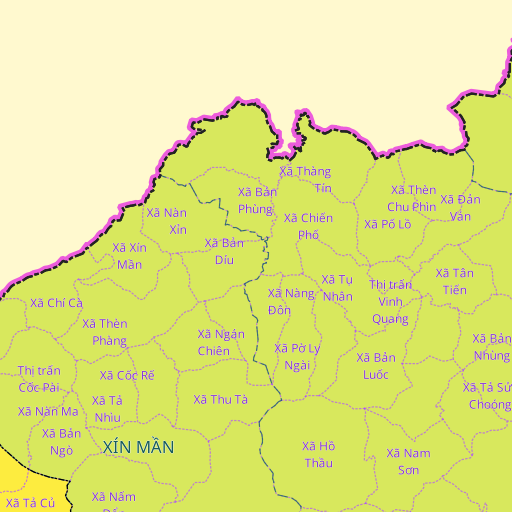 Xã Thàng
Tín
Xã Bản
Phùng
Xã Thèn
Chu Phìn
Xã Đản
Ván
Xã Nàn
Xỉn
Xã Chiến
Phố
Xã Pố Lồ
Xã Xín
Mần
Xã Bản
Díu
Xã Tụ
Nhân
Thị trấn
Vinh
Quang
Xã Tân
Tiến
Xã Chí Cà
Xã Nàng
Đôn
Xã Thèn
Phàng
Xã Ngán
Chiên
Xã Pờ Ly
Ngài
Xã Bản
Luốc
Xã Bản
Nhùng
Thị trấn
Cốc Pài
Xã Cốc Rế
Xã Tả Sử
Choóng
Xã Nàn Ma
Xã Tả
Nhìu
Xã Thu Tà
Xã Bản
Ngò
XÍN MẦN
Xã Hồ
Thầu
Xã Nam
Sơn
Xã Tả Củ
Xã Nấm